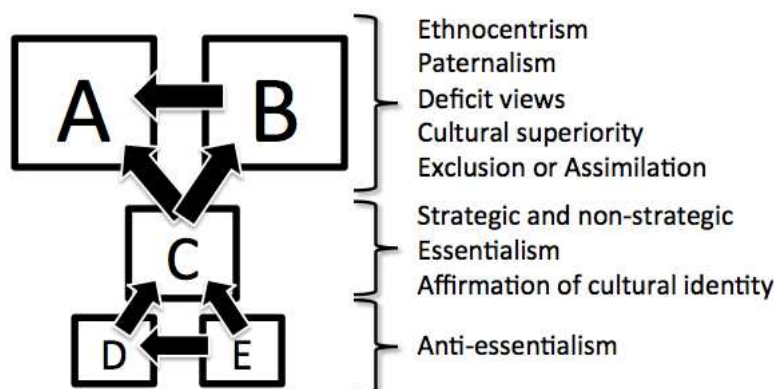 A
B
C
D
E
Ethnocentrism
Paternalism
Deficit views
Cultural superiority
Exclusion or Assimilation
Strategic and non-strategic
Essentialism
Affirmation of cultural identity
Anti-essentialism